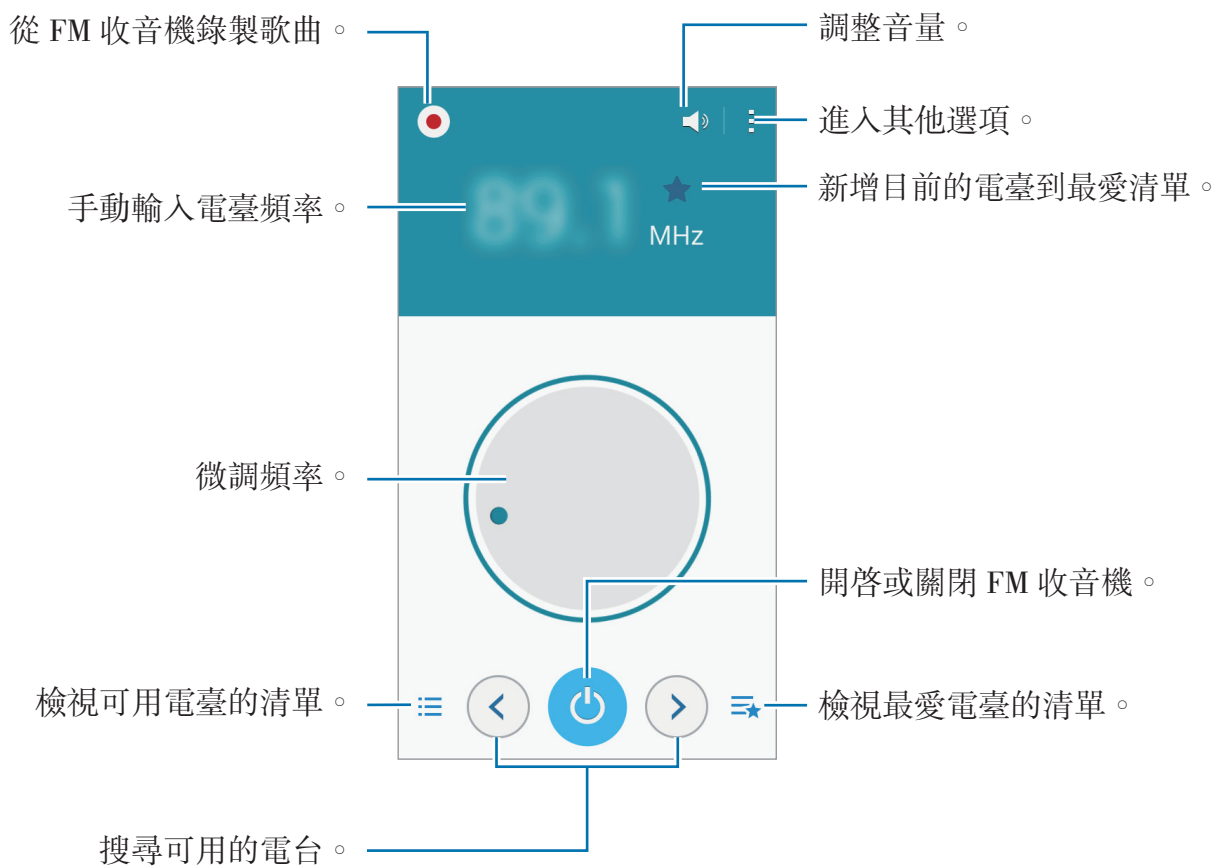 從 FM 收音機錄製歌曲。
調整音量。
進入其他選項。
手動輸入電臺頻率。
新增目前的電臺到最愛清單。
89.1
MHz
微調頻率。
開啓或關閉 FM 收音機。
檢視可用電臺的清單。
檢視最愛電臺的清單。
搜尋可用的電台。